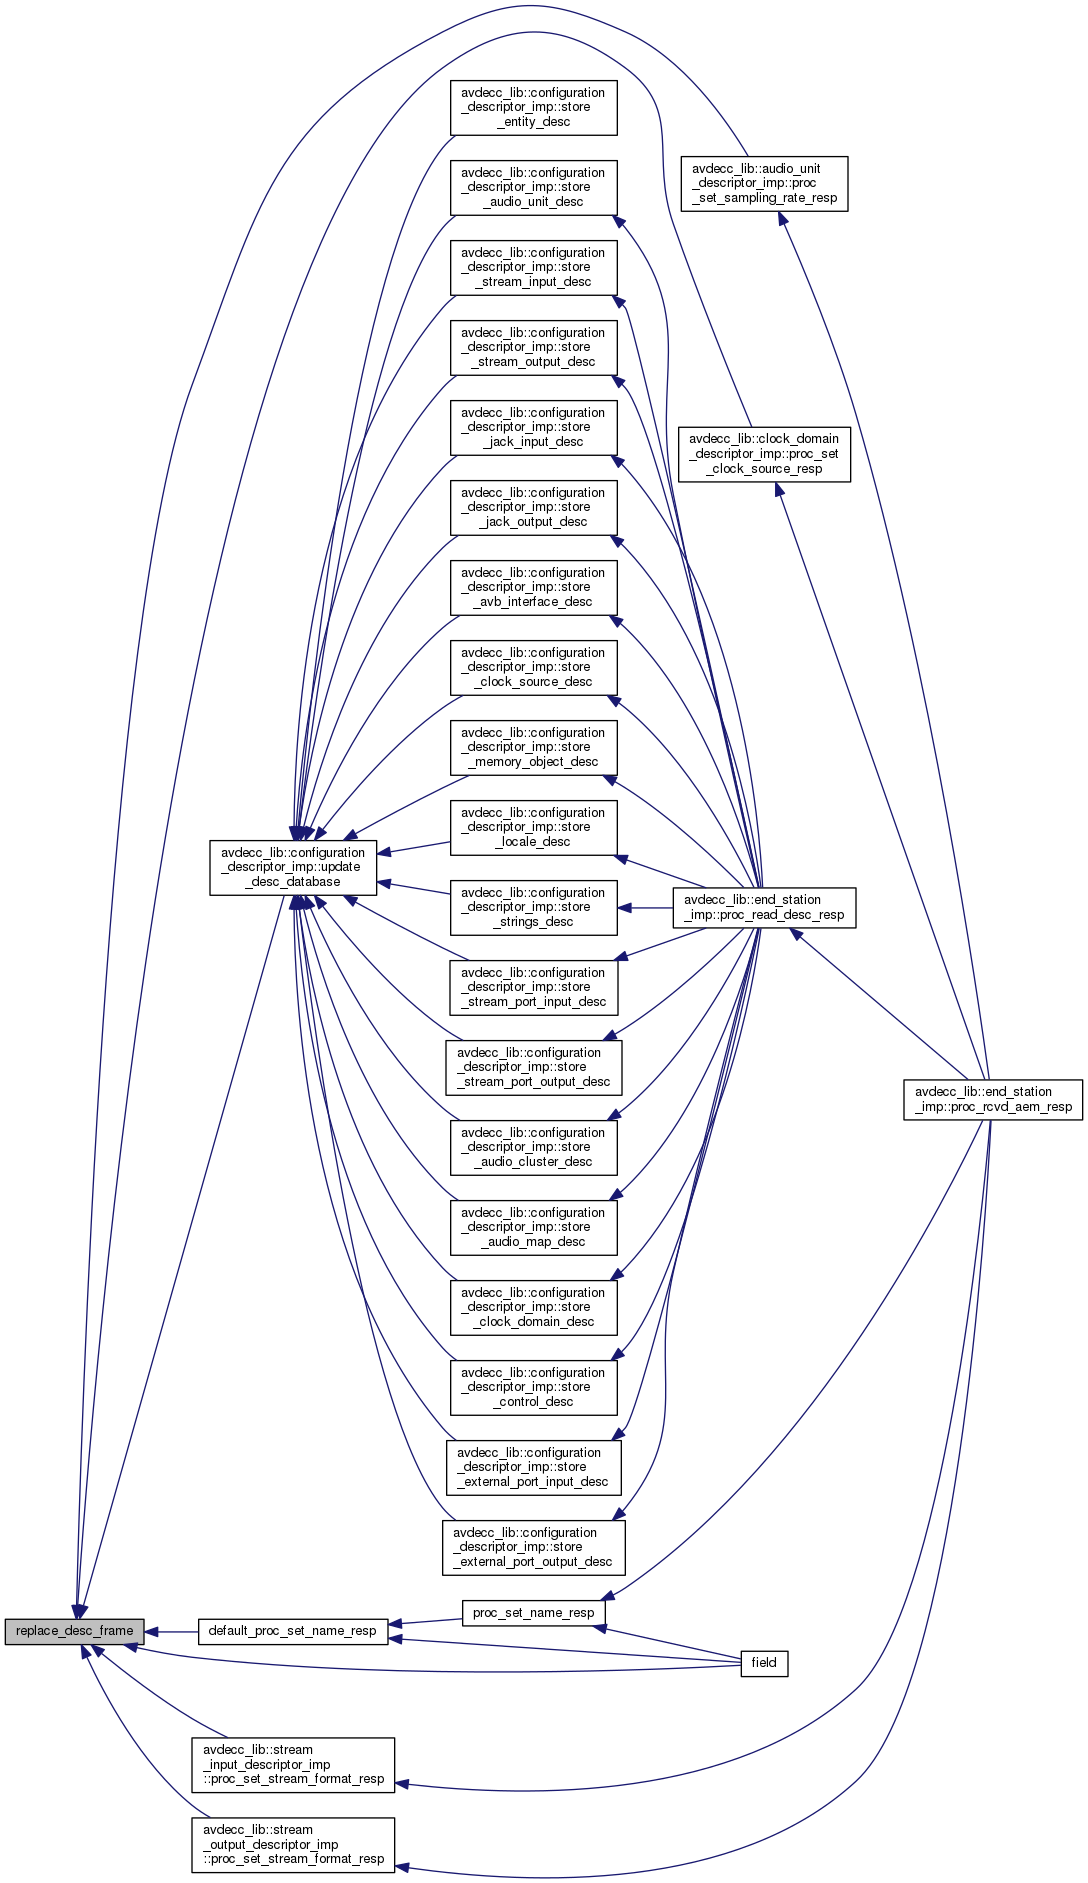 avdecc_lib::configuration
_descriptor_imp::store
_entity_desc
avdecc_lib::configuration
_descriptor_imp::store
_audio_unit_desc
avdecc_lib::configuration
_descriptor_imp::store
_stream_input_desc
avdecc_lib::configuration
_descriptor_imp::store
_stream_output_desc
avdecc_lib::configuration
_descriptor_imp::store
_jack_input_desc
avdecc_lib::configuration
_descriptor_imp::store
_jack_output_desc
avdecc_lib::configuration
_descriptor_imp::store
_avb_interface_desc
avdecc_lib::configuration
_descriptor_imp::store
_clock_source_desc
avdecc_lib::configuration
_descriptor_imp::store
_memory_object_desc
avdecc_lib::configuration
_descriptor_imp::store
_locale_desc
avdecc_lib::configuration
_descriptor_imp::store
_strings_desc
avdecc_lib::configuration
_descriptor_imp::store
_stream_port_input_desc
avdecc_lib::configuration
_descriptor_imp::store
_stream_port_output_desc
avdecc_lib::configuration
_descriptor_imp::store
_audio_cluster_desc
avdecc_lib::configuration
_descriptor_imp::store
_audio_map_desc
avdecc_lib::configuration
_descriptor_imp::store
_clock_domain_desc
avdecc_lib::configuration
_descriptor_imp::store
_control_desc
avdecc_lib::configuration
_descriptor_imp::store
_external_port_input_desc
avdecc_lib::configuration
_descriptor_imp::store
_external_port_output_desc
avdecc_lib::audio_unit
_descriptor_imp::proc
_set_sampling_rate_resp
avdecc_lib::clock_domain
_descriptor_imp::proc_set
_clock_source_resp
avdecc_lib::configuration
_descriptor_imp::update
_desc_database
avdecc_lib::end_station
_imp::proc_read_desc_resp
avdecc_lib::end_station
_imp::proc_rcvd_aem_resp
replace_desc_frame
default_proc_set_name_resp
proc_set_name_resp
field
avdecc_lib::stream
_input_descriptor_imp
::proc_set_stream_format_resp
avdecc_lib::stream
_output_descriptor_imp
::proc_set_stream_format_resp